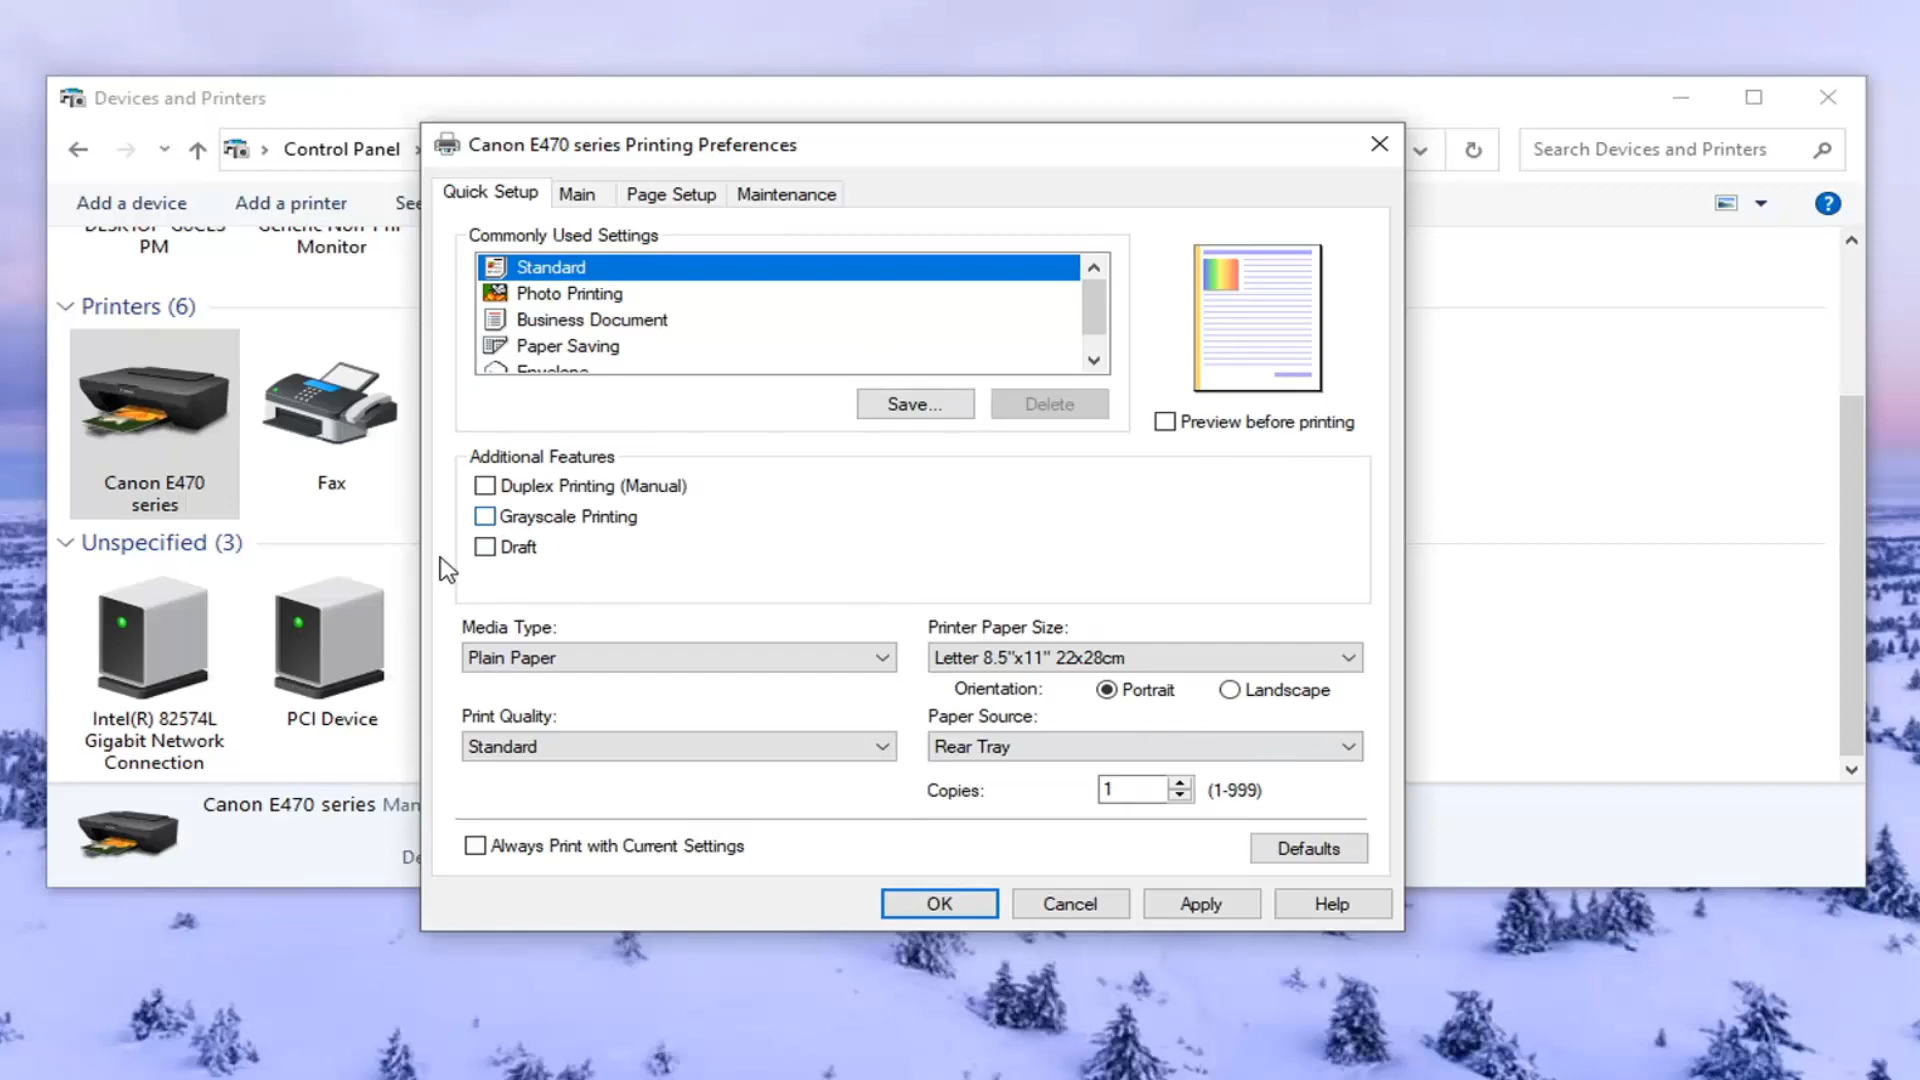 Devices and Printers
Control Panel
Search Devices and Printers
Add a device
Add a printer
See
PM
Monitor
Printers (6)
Canon E470
series
Fax
Unspecified (3)
Intel(R) 82574L
Gigabit Network
Connection
PCI Device
Canon E470 series Man
De
Canon E470 series Printing Preferences
Quick Setup
Main
Page Setup
Maintenance
Commonly Used Settings
Standard
Photo Printing
Business Document
Paper Saving
Envelope
Save...
Delete
Preview before printing
Additional Features
Duplex Printing (Manual)
Grayscale Printing
Draft
Media Type:
Plain Paper
Printer Paper Size:
Letter 8.5"x11" 22x28cm
Orientation:
Portrait
Landscape
Print Quality:
Standard
Paper Source:
Rear Tray
Copies:
1
(1-999)
Always Print with Current Settings
Defaults
OK
Cancel
Apply
Help